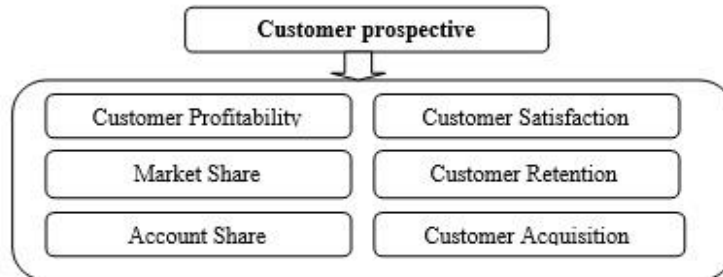 Customer prospective
Customer Profitability
Customer Satisfaction
Market Share
Customer Retention
Account Share
Customer Acquisition